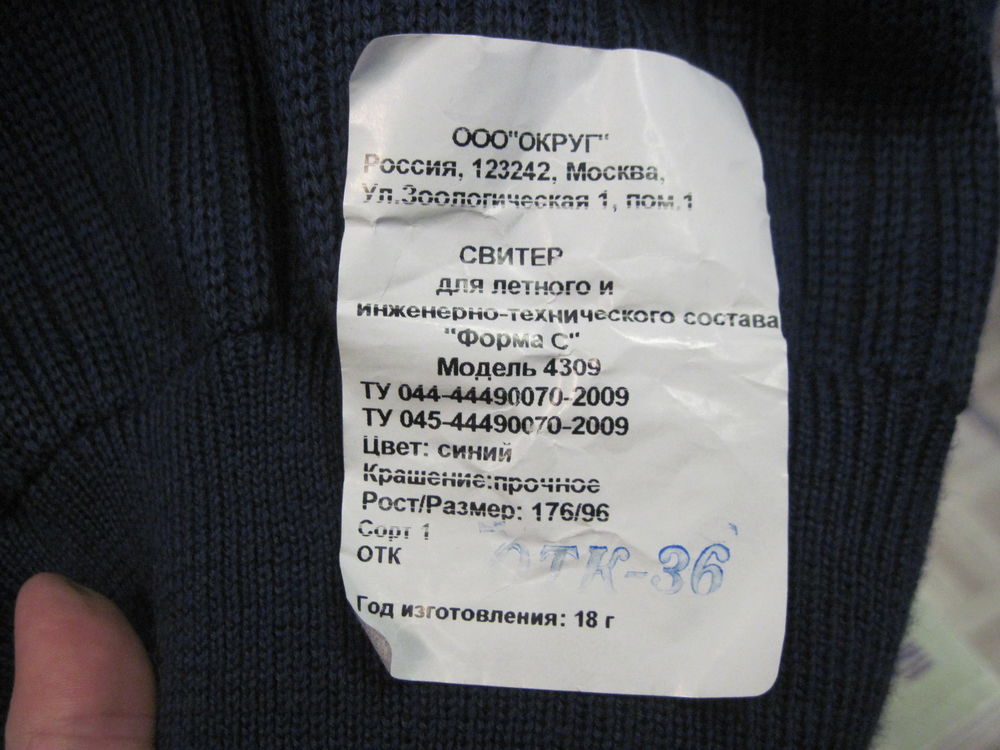 ООО"ОКРУГ"
Россия, 123242, Москва,
Ул.Зоологическая 1, пом.1
СВИТЕР
для летного и
инженерно-технического состава
"Форма С"
Модель 4309
ТУ 044-44490070-2009
ТУ 045-44490070-2009
Цвет: синий
Крашение:прочное
Рост/Размер: 176/96
Сорт 1
ОТК
ОТК-36
Год изготовления: 18 г